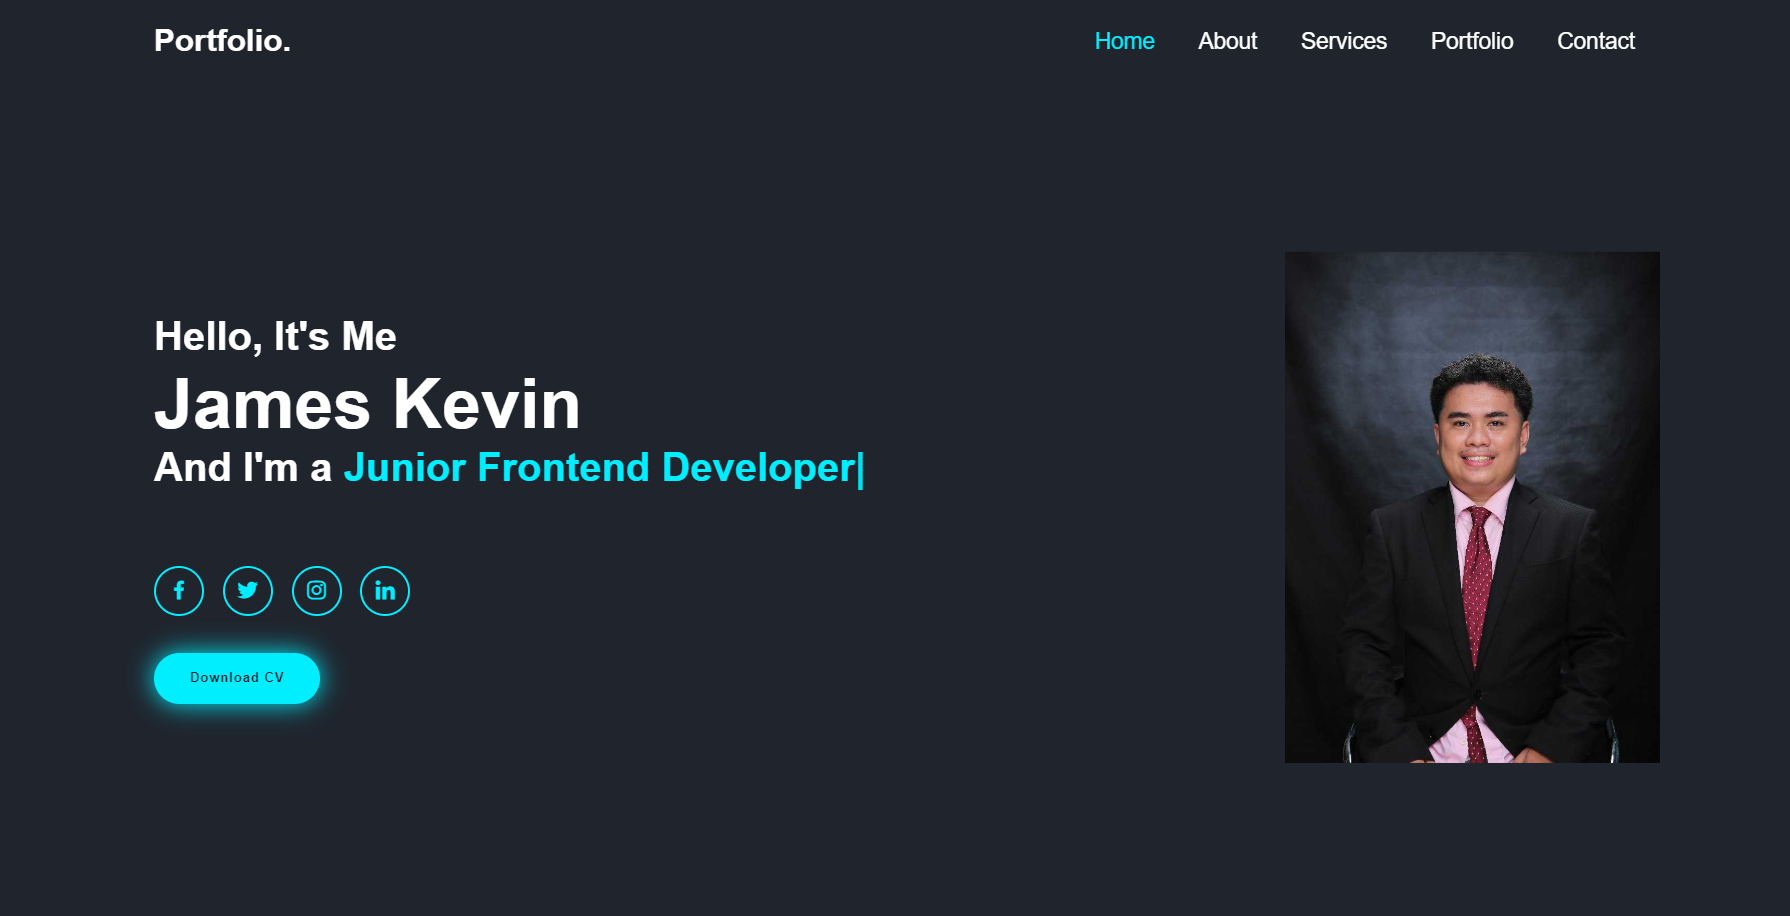 Portfolio.
Home About Services Portfolio Contact
Hello, It's Me
James Kevin
And I'm a Junior Frontend Developer|
Download CV